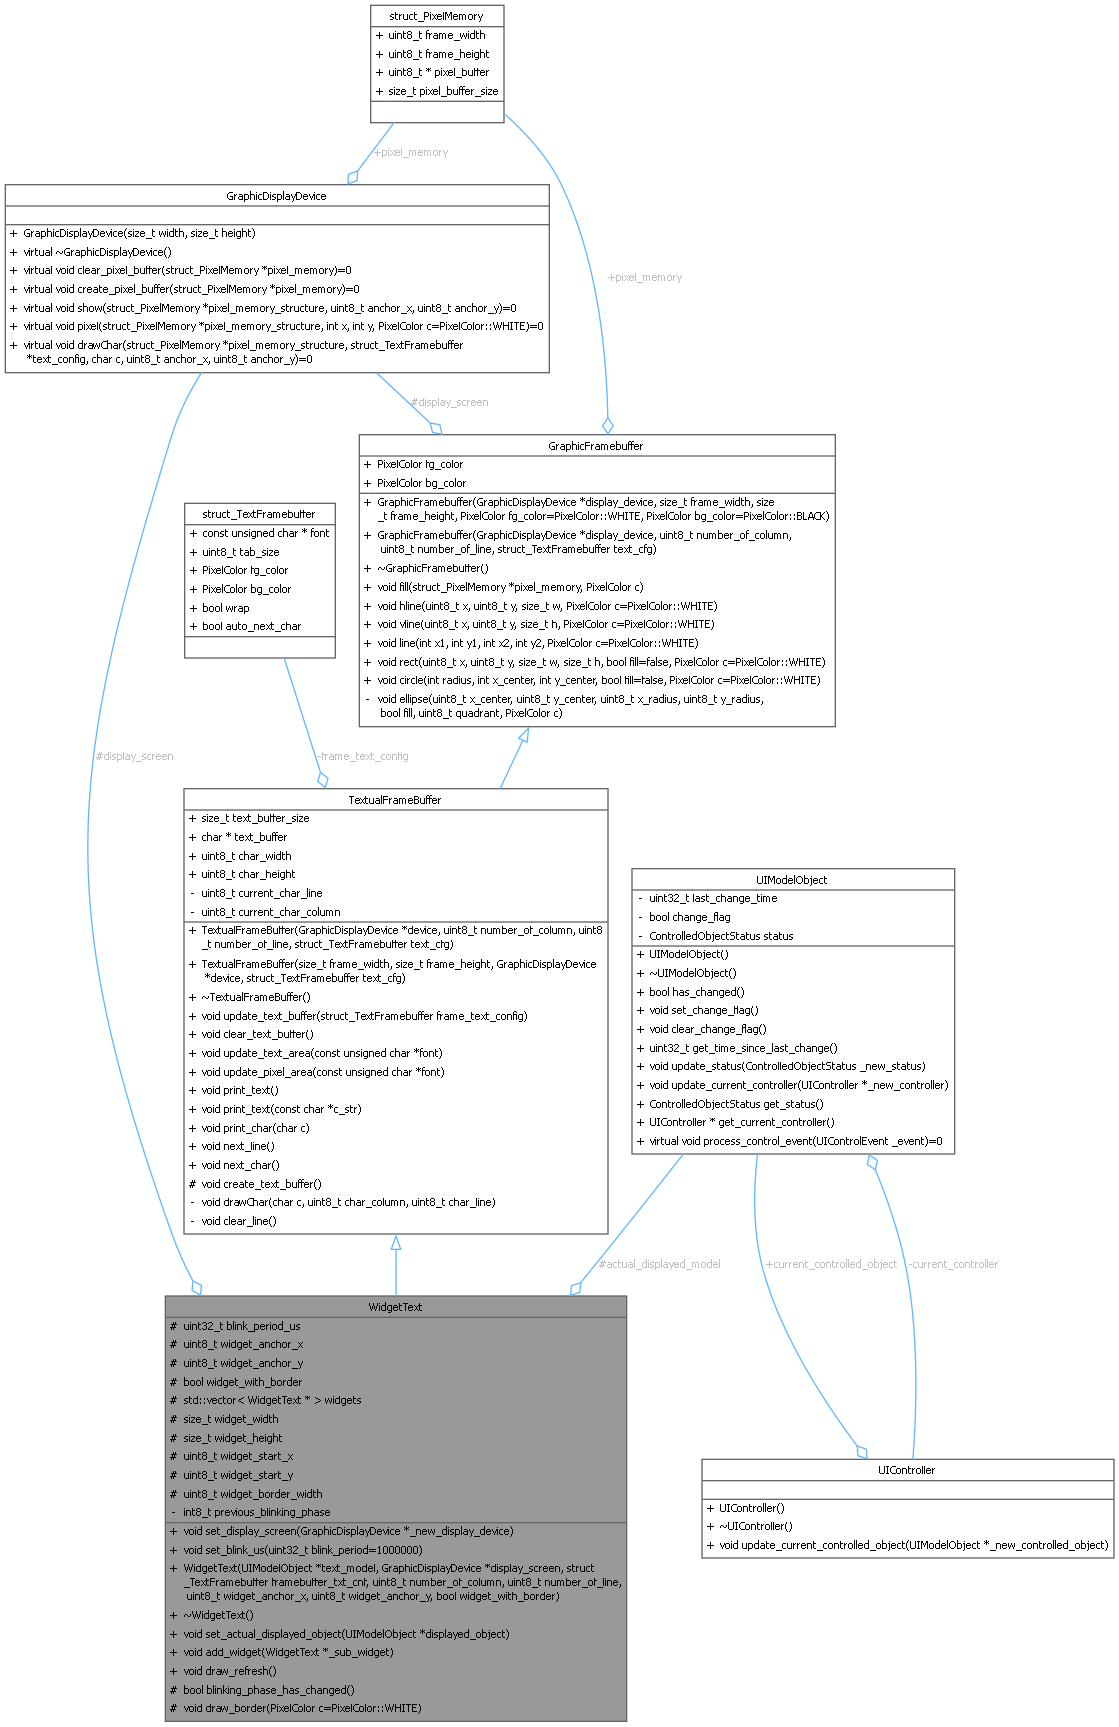 struct_PixelMemory
+ uint8_t frame_width
+ uint8_t frame_height
+ uint8_t * pixel_buffer
+ size_t pixel_buffer_size
+pixel_memory
GraphicDisplayDevice
+ GraphicDisplayDevice(size_t width, size_t height)
+ virtual ~GraphicDisplayDevice()
+ virtual void clear_pixel_buffer(struct_PixelMemory *pixel_memory)=0
+ virtual void create_pixel_buffer(struct_PixelMemory *pixel_memory)=0
+ virtual void show(struct_PixelMemory *pixel_memory_structure, uint8_t anchor_x, uint8_t anchor_y)=0
+ virtual void pixel(struct_PixelMemory *pixel_memory_structure, int x, int y, PixelColor c=PixelColor::WHITE)=0
+ virtual void drawChar(struct_PixelMemory *pixel_memory_structure, struct_TextFramebuffer
*text_config, char c, uint8_t anchor_x, uint8_t anchor_y)=0
+pixel_memory
#display_screen
GraphicFramebuffer
+ PixelColor fg_color
+ PixelColor bg_color
+ GraphicFramebuffer(GraphicDisplayDevice *display_device, size_t frame_width, size
_t frame_height, PixelColor fg_color=PixelColor::WHITE, PixelColor bg_color=PixelColor::BLACK)
+ GraphicFramebuffer(GraphicDisplayDevice *display_device, uint8_t number_of_column,
uint8_t number_of_line, struct_TextFramebuffer text_cfg)
+ ~GraphicFramebuffer()
+ void fill(struct_PixelMemory *pixel_memory, PixelColor c)
+ void hline(uint8_t x, uint8_t y, size_t w, PixelColor c=PixelColor::WHITE)
+ void vline(uint8_t x, uint8_t y, size_t h, PixelColor c=PixelColor::WHITE)
+ void line(int x1, int y1, int x2, int y2, PixelColor c=PixelColor::WHITE)
+ void rect(uint8_t x, uint8_t y, size_t w, size_t h, bool fill=false, PixelColor c=PixelColor::WHITE)
+ void circle(int radius, int x_center, int y_center, bool fill=false, PixelColor c=PixelColor::WHITE)
- void ellipse(uint8_t x_center, uint8_t y_center, uint8_t x_radius, uint8_t y_radius,
bool fill, uint8_t quadrant, PixelColor c)
struct_TextFramebuffer
+ const unsigned char * font
+ uint8_t tab_size
+ PixelColor fg_color
+ PixelColor bg_color
+ bool wrap
+ bool auto_next_char
#display_screen
-frame_text_config
TextualFrameBuffer
+ size_t text_buffer_size
+ char * text_buffer
+ uint8_t char_width
+ uint8_t char_height
- uint8_t current_char_line
- uint8_t current_char_column
+ TextualFrameBuffer(GraphicDisplayDevice *device, uint8_t number_of_column, uint8
_t number_of_line, struct_TextFramebuffer text_cfg)
+ TextualFrameBuffer(size_t frame_width, size_t frame_height, GraphicDisplayDevice
*device, struct_TextFramebuffer text_cfg)
+ ~TextualFrameBuffer()
+ void update_text_buffer(struct_TextFramebuffer frame_text_config)
+ void clear_text_buffer()
+ void update_text_area(const unsigned char *font)
+ void update_pixel_area(const unsigned char *font)
+ void print_text()
+ void print_text(const char *c_str)
+ void print_char(char c)
+ void next_line()
+ void next_char()
# void create_text_buffer()
- void drawChar(char c, uint8_t char_column, uint8_t char_line)
- void clear_line()
UIModelObject
- uint32_t last_change_time
- bool change_flag
- ControlledObjectStatus status
+ UIModelObject()
+ ~UIModelObject()
+ bool has_changed()
+ void set_change_flag()
+ void clear_change_flag()
+ uint32_t get_time_since_last_change()
+ void update_status(ControlledObjectStatus _new_status)
+ void update_current_controller(UIController *_new_controller)
+ ControlledObjectStatus get_status()
+ UIController * get_current_controller()
+ virtual void process_control_event(UIControlEvent _event)=0
#actual_displayed_model
+current_controlled_object
-current_controller
WidgetText
# uint32_t blink_period_us
# uint8_t widget_anchor_x
# uint8_t widget_anchor_y
# bool widget_with_border
# std::vector< WidgetText * > widgets
# size_t widget_width
# size_t widget_height
# uint8_t widget_start_x
# uint8_t widget_start_y
# uint8_t widget_border_width
- int8_t previous_blinking_phase
+ void set_display_screen(GraphicDisplayDevice *_new_display_device)
+ void set_blink_us(uint32_t blink_period=1000000)
+ WidgetText(UIModelObject *text_model, GraphicDisplayDevice *display_screen, struct
_TextFramebuffer framebuffer_txt_cnf, uint8_t number_of_column, uint8_t number_of_line,
uint8_t widget_anchor_x, uint8_t widget_anchor_y, bool widget_with_border)
+ ~WidgetText()
+ void set_actual_displayed_object(UIModelObject *displayed_object)
+ void add_widget(WidgetText *_sub_widget)
+ void draw_refresh()
# bool blinking_phase_has_changed()
# void draw_border(PixelColor c=PixelColor::WHITE)
UIController
+ UIController()
+ ~UIController()
+ void update_current_controlled_object(UIModelObject *_new_controlled_object)